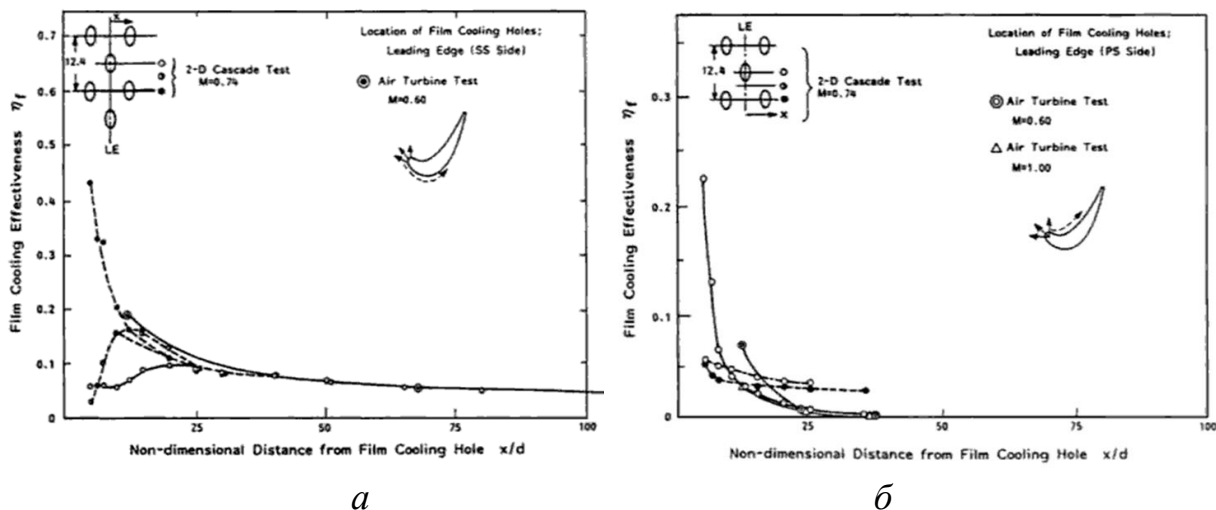 a
x
Location of Film Cooling Holes;
Leading Edge (SS Side)
12.4
2-D Cascade Test
M=0.74
Air Turbine Test
M=0.60
LE
0.7
0.6
0.5
0.4
0.3
0.2
0.1
0
0
25
50
75
100
Film Cooling Effectiveness ηf
Non-dimensional Distance from Film Cooling Hole x/d
а
LE
Location of Film Cooling Holes;
Leading Edge (PS Side)
12.4
2-D Cascade Test
M=0.74
x
Air Turbine Test
M=0.60
Air Turbine Test
M=1.00
0.3
0.2
0.1
0
0
25
50
75
100
Film Cooling Effectiveness ηf
Non-dimensional Distance from Film Cooling Hole x/d
б